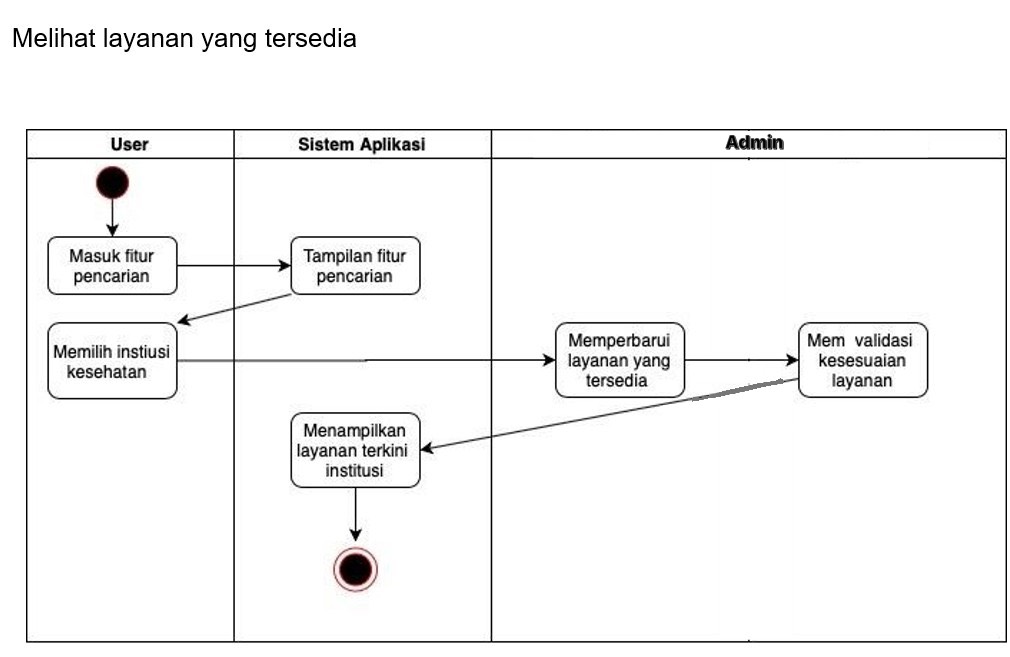 Melihat layanan yang tersedia
User
Sistem Aplikasi
Admin
Masuk fitur
pencarian
Tampilan fitur
pencarian
Memilih instiusi
kesehatan
Memperbarui
layanan yang
tersedia
Mem validasi
kesesuaian
layanan
Menampilkan
layanan terkini
institusi